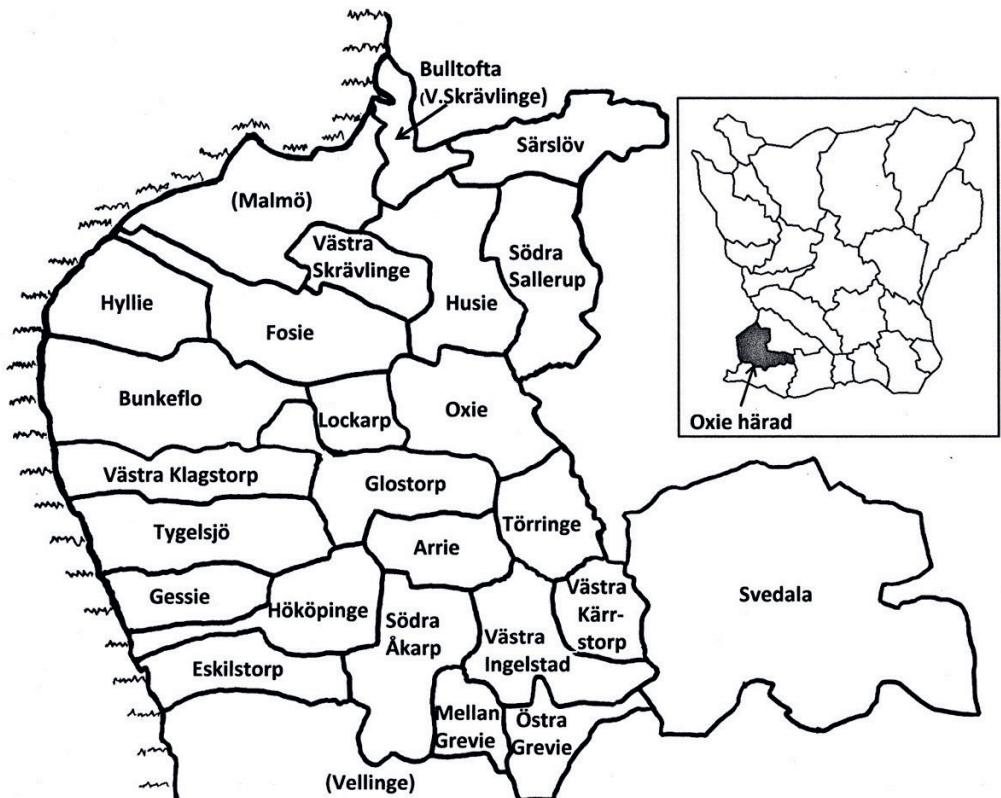 Bulltofta
(V.Skrävlinge)
Särslöv
(Malmö)
Västra
Skrävlinge
Södra
Sallerup
Hyllie
Fosie
Husie
Bunkeflo
Lockarp
Oxie
Oxie härad
Västra Klagstorp
Glostorp
Tygelsjö
Törringe
Arrie
Gessie
Hököpinge
Södra
Åkarp
Västra
Ingelstad
Västra
Kärr-
storp
Svedala
Eskilstorp
Mellan
Grevie
Östra
Grevie
(Vellinge)